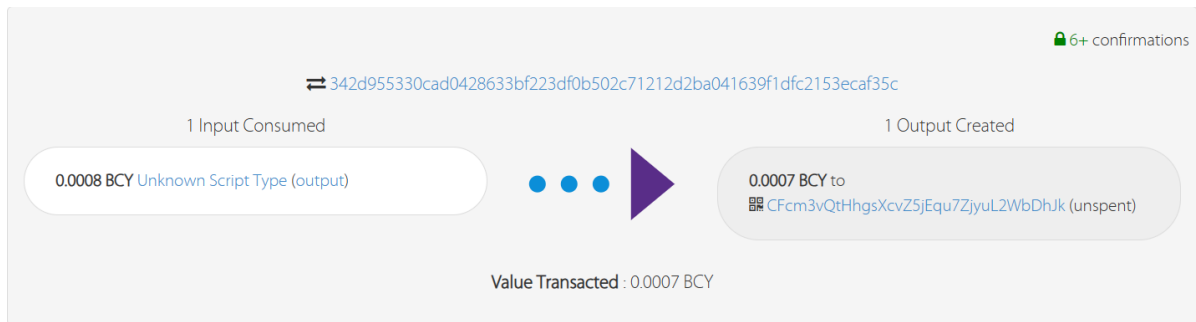 6+ confirmations
342d955330cad0428633bf223df0b502c71212d2ba041639f1dfc2153ecaf35c
1 Input Consumed
1 Output Created
0.0008 BCY Unknown Script Type (output)
0.0007 BCY to
CFcm3vQtHhgsXcvZ5jEqu7ZjyuL2WbDhJk (unspent)
Value Transacted : 0.0007 BCY